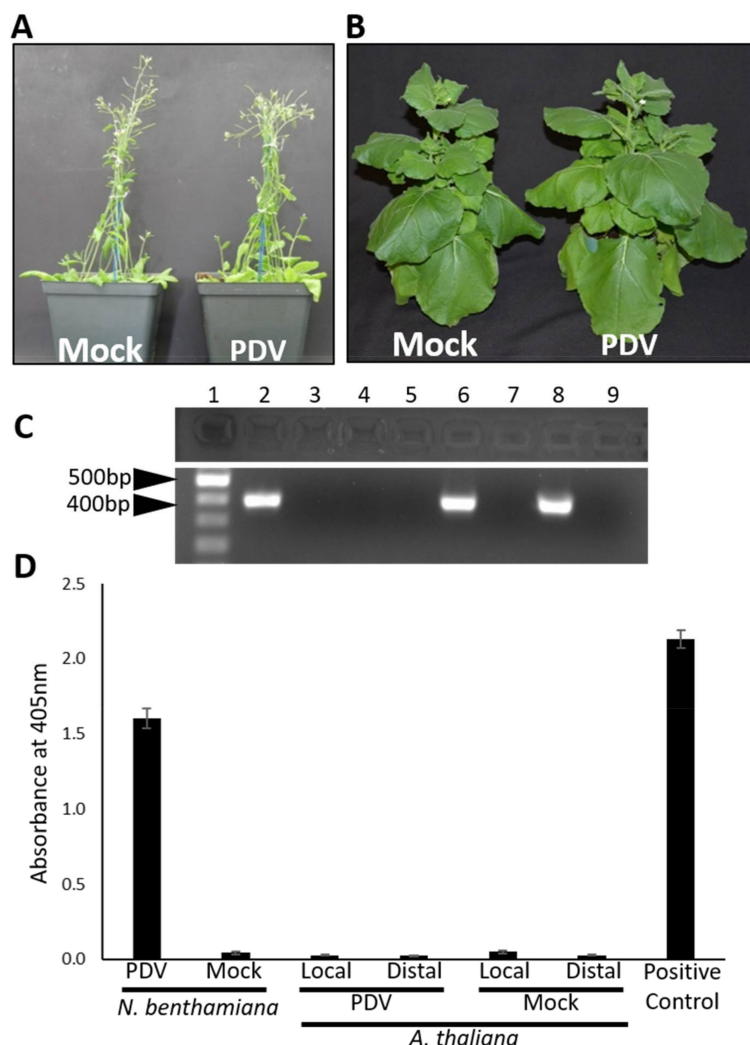 A
B
Mock PDV
Mock PDV
1 2 3 4 5 6 7 8 9
C
500bp
400bp
D
2.5
2.0
1.5
1.0
0.5
0.0
Absorbance at 405nm
PDV Mock Local Distal Local Distal Positive
N. benthamiana PDV Mock Control
A. thaliana